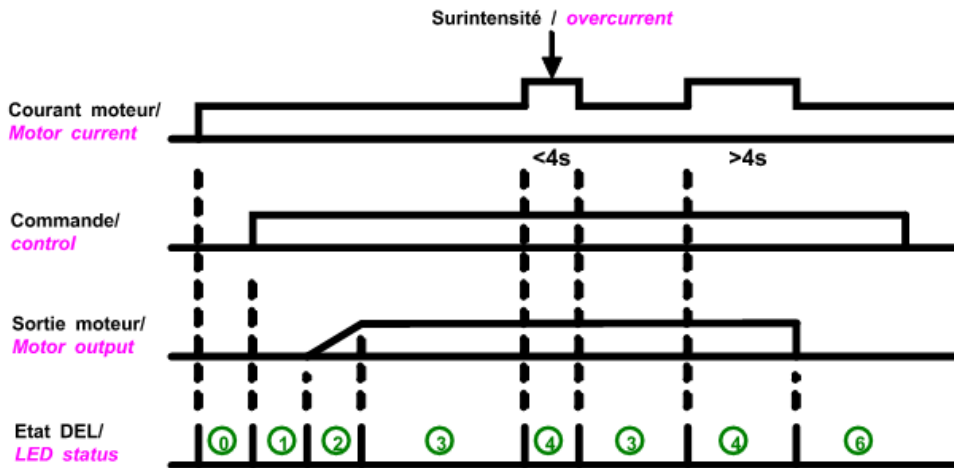 Surintensité / overcurrent
Courant moteur/
Motor current
<4s >4s
Commande/
control
Sortie moteur/
Motor output
Etat DEL/
LED status
0 1 2 3 4 3 4 6